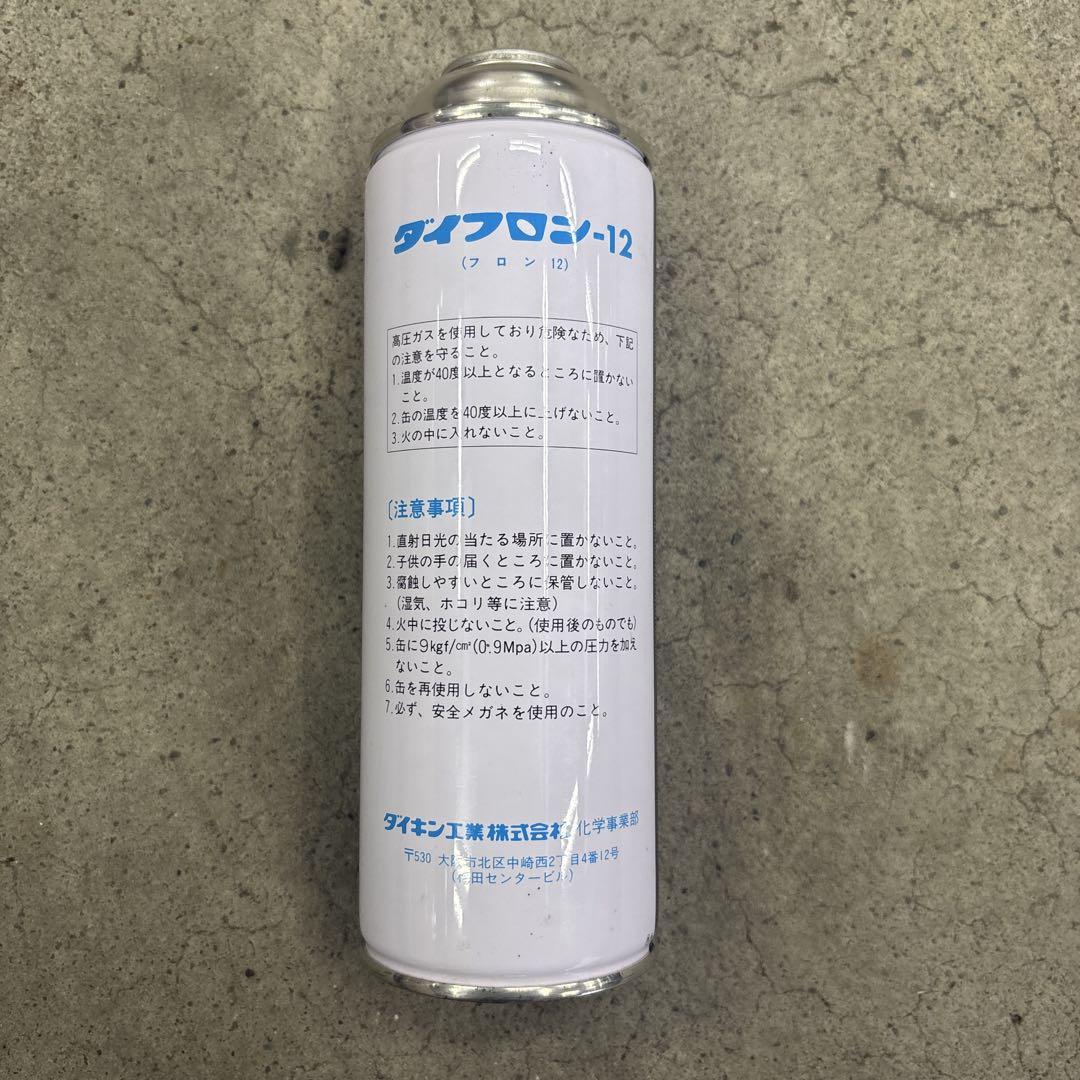 ダイフロン-12
(フロン12)
高圧ガスを使用しており危険なため、下記
の注意を守ること。
1.温度が40度以上となるところに置かない
こと。
2.缶の温度を40度以上に上げないこと。
3.火の中に入れないこと。
〔注意事項〕
1.直射日光の当たる場所に置かないこと。
2.子供の手の届くところに置かないこと。
3.腐蝕しやすいところに保管しないこと。
(湿気、ホコリ等に注意)
4.火中に投じないこと。(使用後のものでも)
5.缶に9kgf/cm²(0.9Mpa)以上の圧力を加え
ないこと。
6.缶を再使用しないこと。
7.必ず、安全メガネを使用のこと。
ダイキン工業株式会社 化学事業部
〒530 大阪市北区中崎西2丁目4番12号
(梅田センタービル)